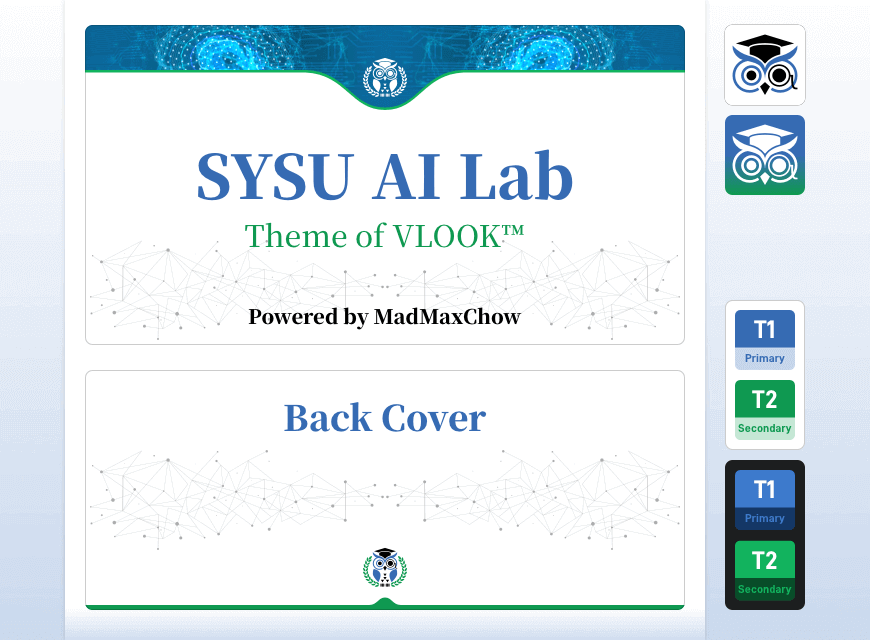 SYSU AI Lab
Theme of VLOOK™
Powered by MadMaxChow
Back Cover
T1
Primary
T2
Secondary
T1
Primary
T2
Secondary